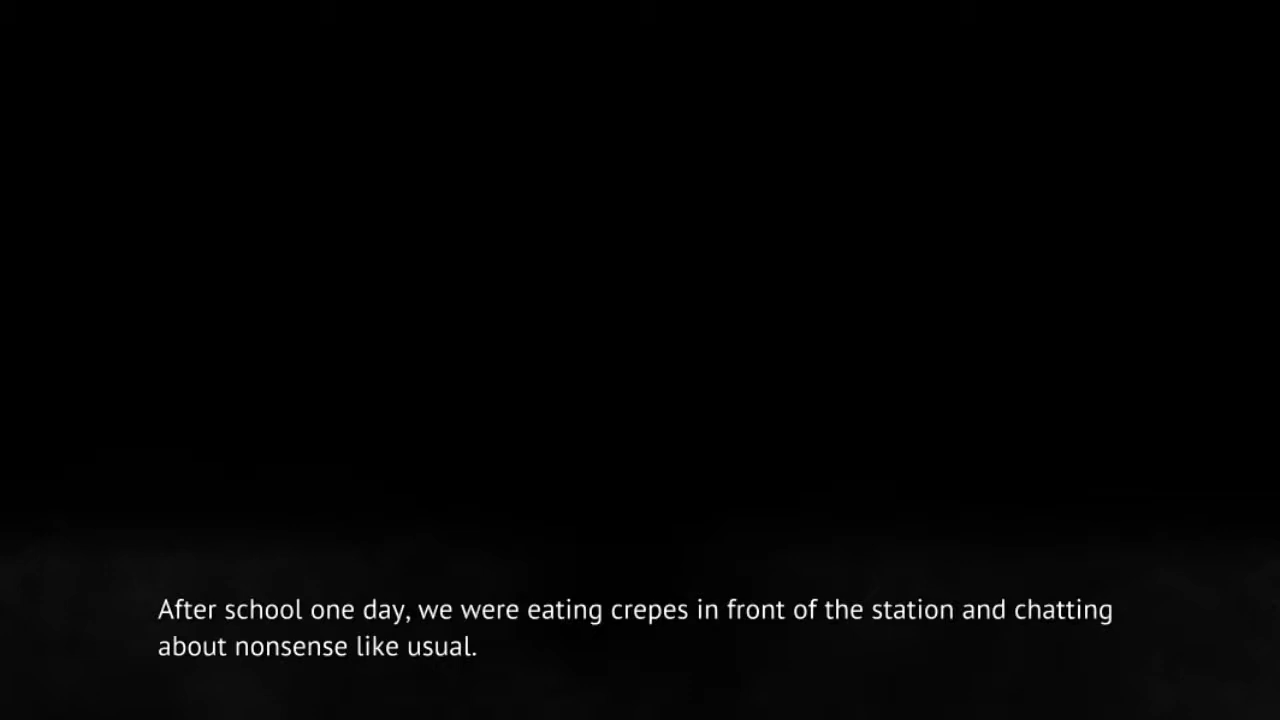 After school one day, we were eating crepes in front of the station and chatting
about nonsense like usual.